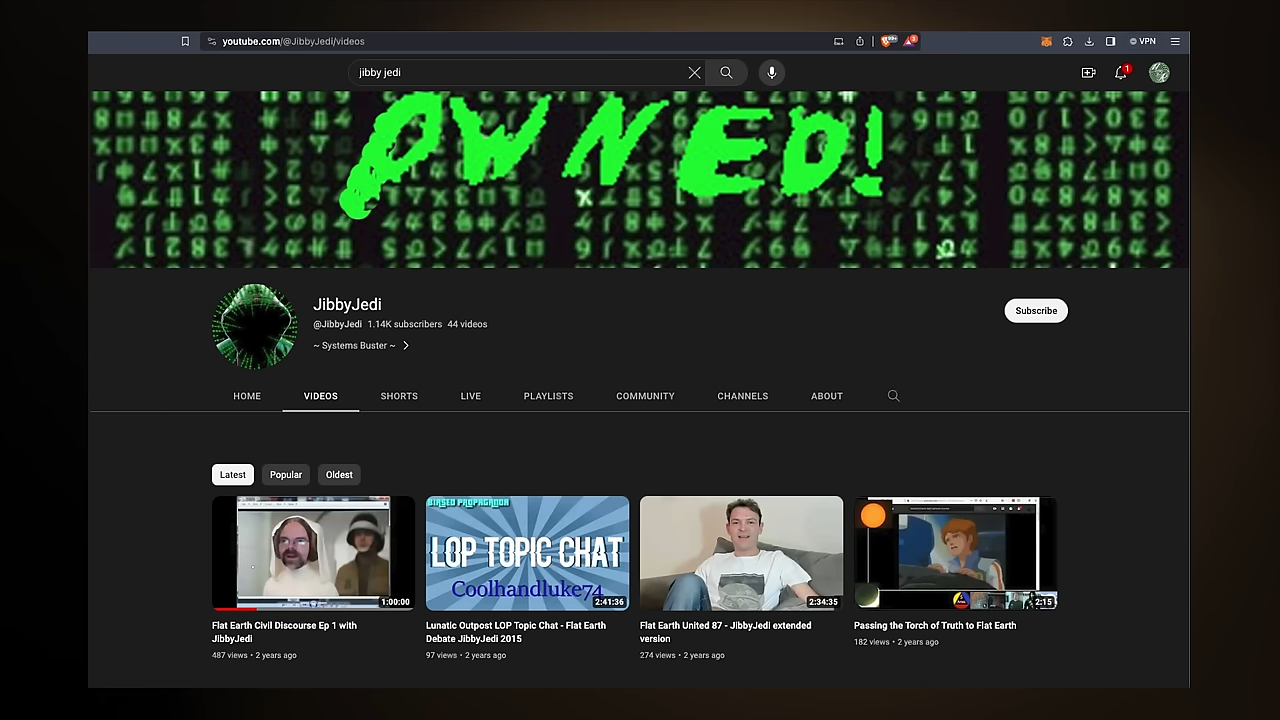 youtube.com/@JibbyJedi/videos
99+
3
VPN
jibby jedi
1
OWNED!
JibbyJedi
@JibbyJedi 1.14K subscribers 44 videos
~ Systems Buster ~
Subscribe
HOME VIDEOS SHORTS LIVE PLAYLISTS COMMUNITY CHANNELS ABOUT
Latest Popular Oldest
BIASED PROPAGANDA
LOP TOPIC CHAT
Coolhandluke74
1:00:00
2:41:36
2:34:35
2:15
Flat Earth Civil Discourse Ep 1 with
JibbyJedi
487 views • 2 years ago
Lunatic Outpost LOP Topic Chat - Flat Earth
Debate JibbyJedi 2015
97 views • 2 years ago
Flat Earth United 87 - JibbyJedi extended
version
274 views • 2 years ago
Passing the Torch of Truth to Flat Earth
182 views • 2 years ago